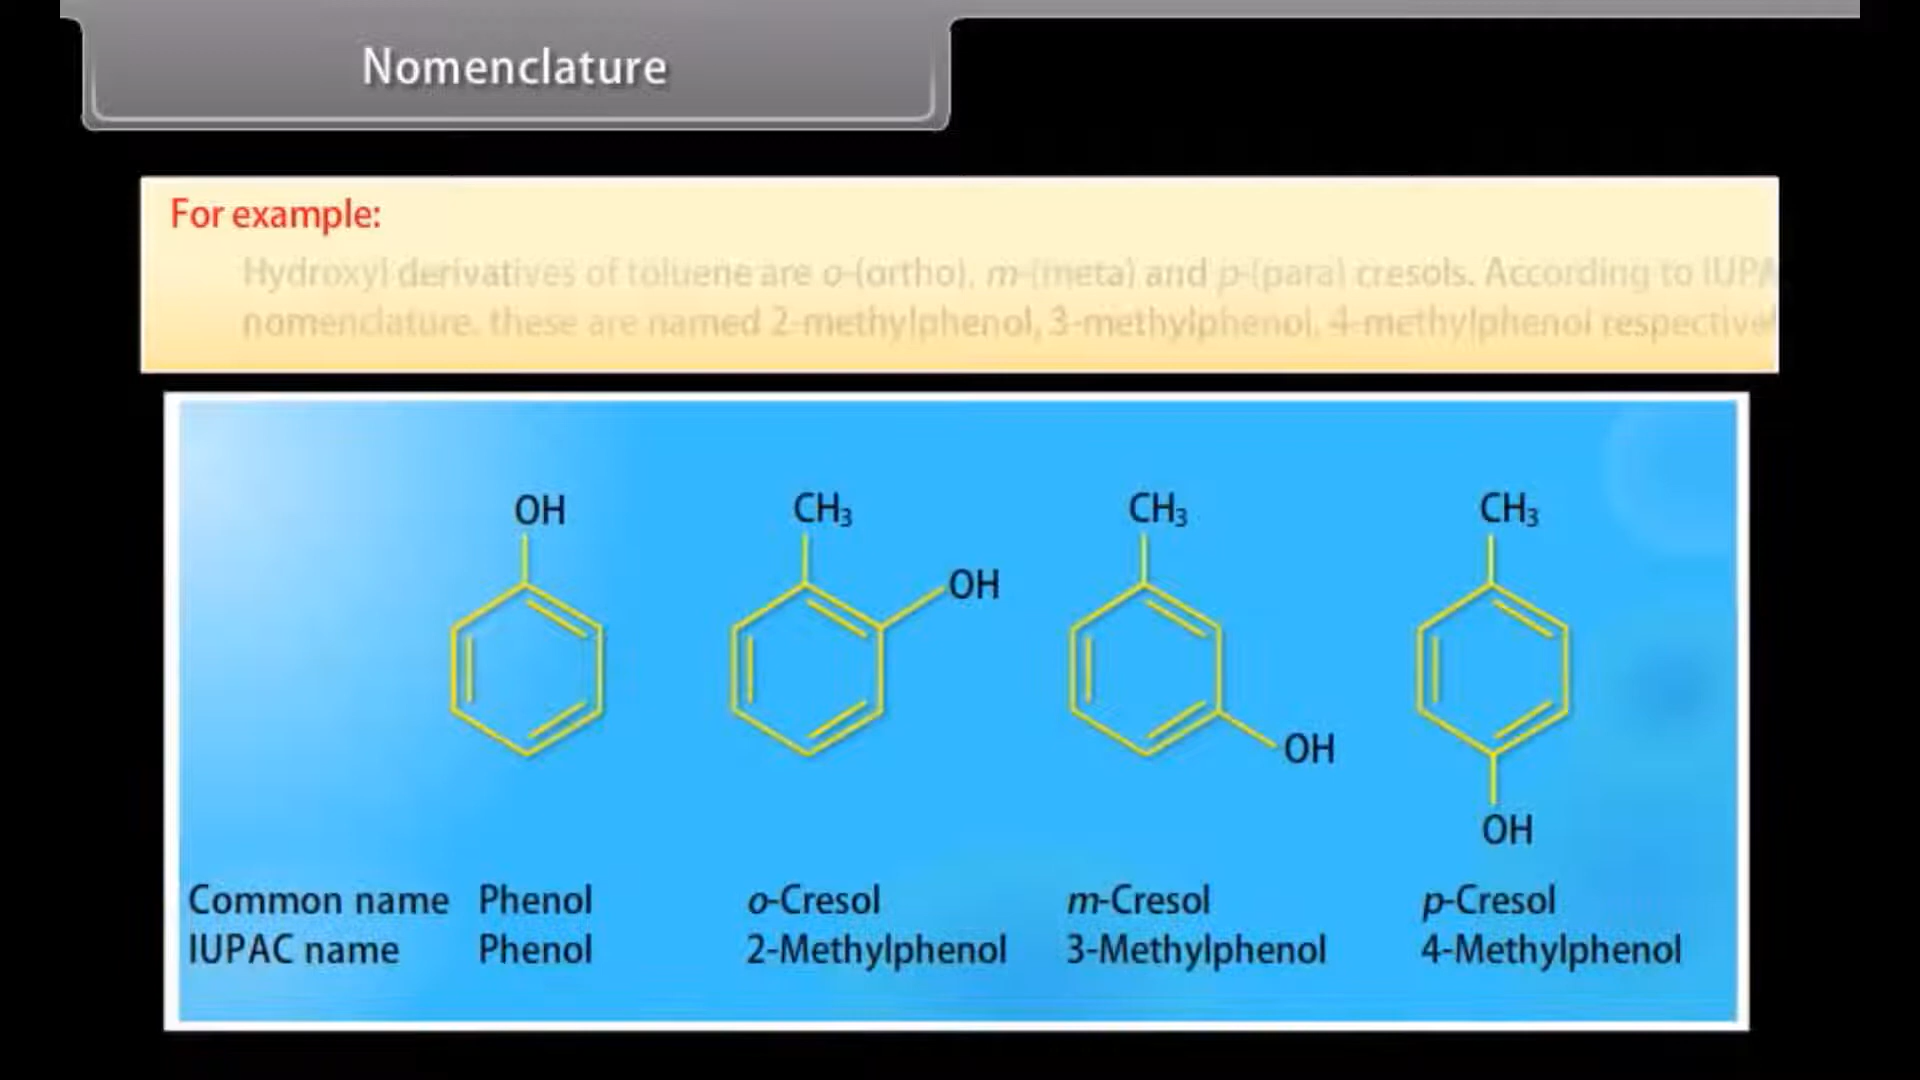 Nomenclature
For example:
Hydroxyl derivatives of toluene are o-(ortho), m-(meta) and p-(para) cresols. According to IUPA
nomenclature, these are named 2-methylphenol, 3-methylphenol, 4-methylphenol respective
OH CH₃ CH₃ CH₃
OH
OH
OH
Common name Phenol o-Cresol m-Cresol p-Cresol
IUPAC name Phenol 2-Methylphenol 3-Methylphenol 4-Methylphenol